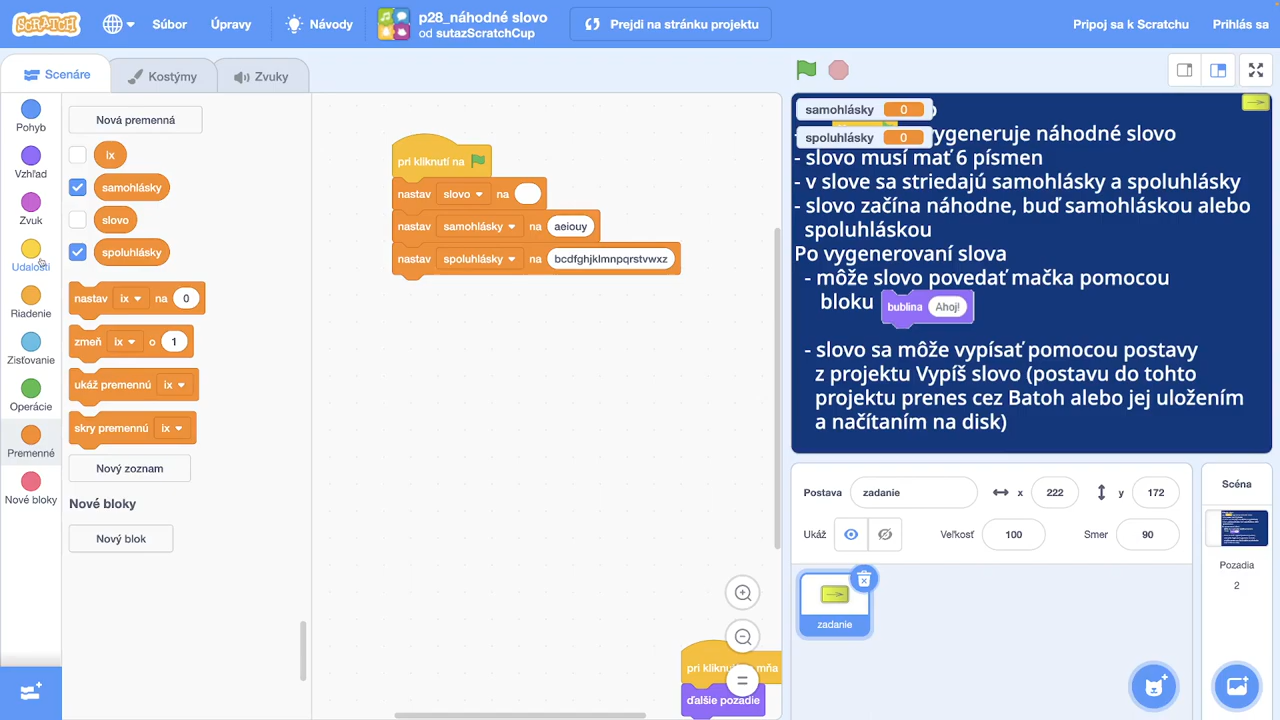 SCRATCH
Súbor
Úpravy
Návody
p28_náhodné slovo
od sutazScratchCup
Prejdi na stránku projektu
Pripoj sa k Scratchu
Prihlás sa
Scenáre
Kostýmy
Zvuky
Pohyb
Vzhľad
Zvuk
Udalosti
Riadenie
Zisťovanie
Operácie
Premenné
Nové bloky
Nová premenná
ix
samohlásky
slovo
spoluhlásky
nastav ix na 0
zmeň ix o 1
ukáž premennú ix
skry premennú ix
Nový zoznam
Nové bloky
Nový blok
pri kliknutí na
nastav slovo na
nastav samohlásky na aeiouy
nastav spoluhlásky na bcdfghjklmnpqrstvwxz
pri kliknutí mňa
ďalšie pozadie
samohlásky 0
spoluhlásky 0
vygeneruje náhodné slovo
- slovo musí mať 6 písmen
- v slove sa striedajú samohlásky a spoluhlásky
- slovo začína náhodne, buď samohláskou alebo
spoluhláskou
Po vygenerovaní slova
- môže slovo povedať mačka pomocou
bloku bublina Ahoj!
- slovo sa môže vypísať pomocou postavy
z projektu Vypíš slovo (postavu do tohto
projektu prenes cez Batoh alebo jej uložením
a načítaním na disk)
Postava zadanie x 222 y 172
Ukáž Veľkosť 100 Smer 90
zadanie
Scéna
Pozadia
2